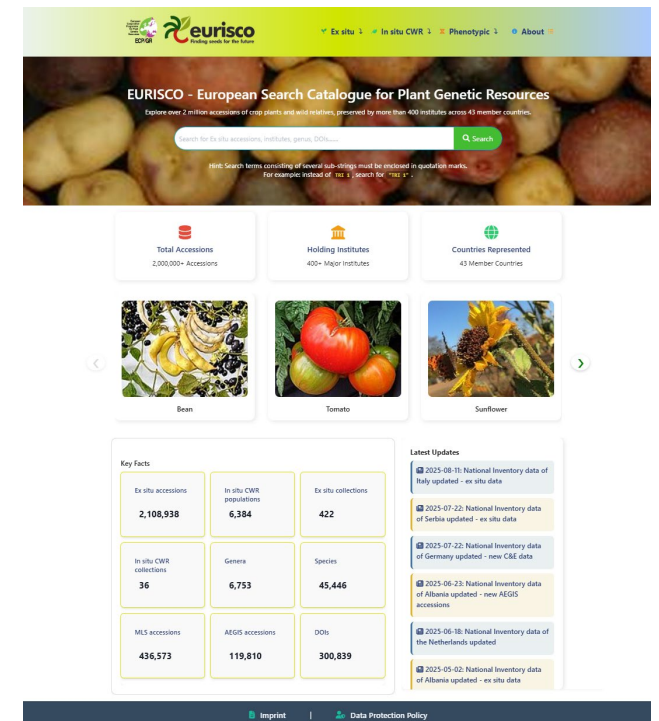 ECP/GR
eurisco
Finding seeds for the future
Ex situ
In situ CWR
Phenotypic
About
EURISCO - European Search Catalogue for Plant Genetic Resources
Explore over 2 million accessions of crop plants and wild relatives, preserved by more than 400 institutes across 43 member countries.
Search for Ex situ accessions, institutes, genus, DOIs......
Search
Hint: Search terms consisting of several sub-strings must be enclosed in quotation marks.
For example: instead of TRI 1 , search for "TRI 1" .
Total Accessions
2,000,000+ Accessions
Holding Institutes
400+ Major Institutes
Countries Represented
43 Member Countries
Bean
Tomato
Sunflower
Key Facts
Ex situ accessions
2,108,938
In situ CWR
populations
6,384
Ex situ collections
422
In situ CWR
collections
36
Genera
6,753
Species
45,446
MLS accessions
436,573
AEGIS accessions
119,810
DOIs
300,839
Latest Updates
2025-08-11: National Inventory data of
Italy updated - ex situ data
2025-07-22: National Inventory data
of Serbia updated - ex situ data
2025-07-22: National Inventory data
of Germany updated - new C&E data
2025-06-23: National Inventory data
of Albania updated - new AEGIS
accessions
2025-06-18: National Inventory data of
the Netherlands updated
2025-05-02: National Inventory data
of Albania updated - ex situ data
Imprint | Data Protection Policy